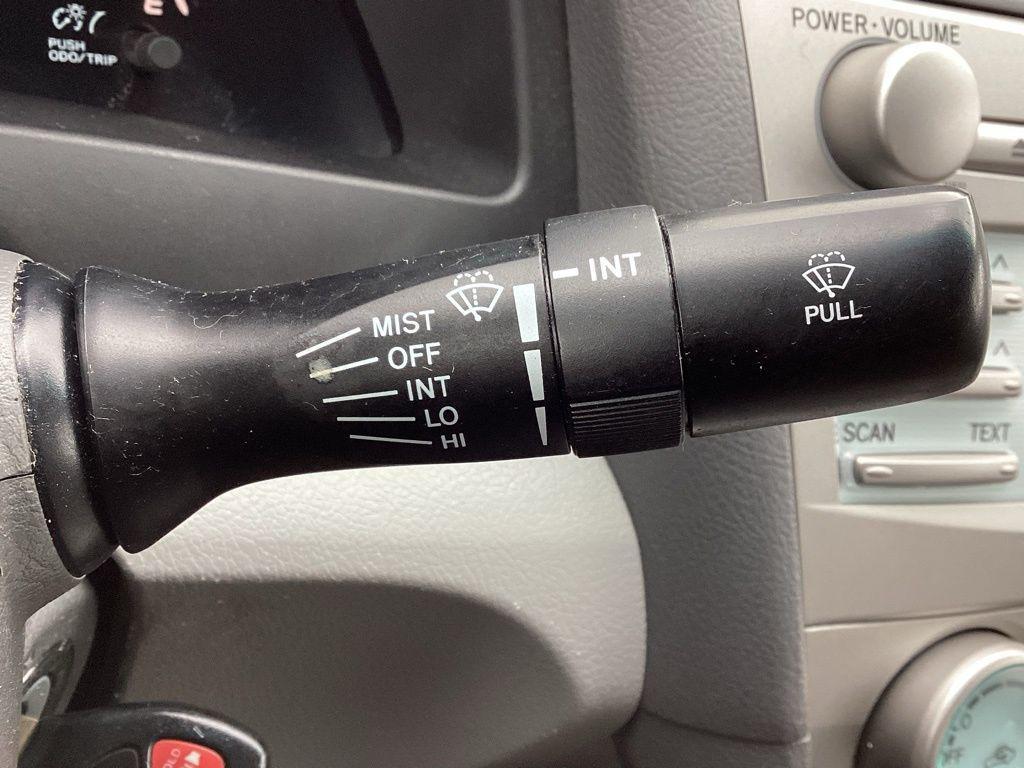 E
PUSH
ODO/TRIP
POWER·VOLUME
MIST
OFF
INT
LO
HI
INT
PULL
SCAN TEXT